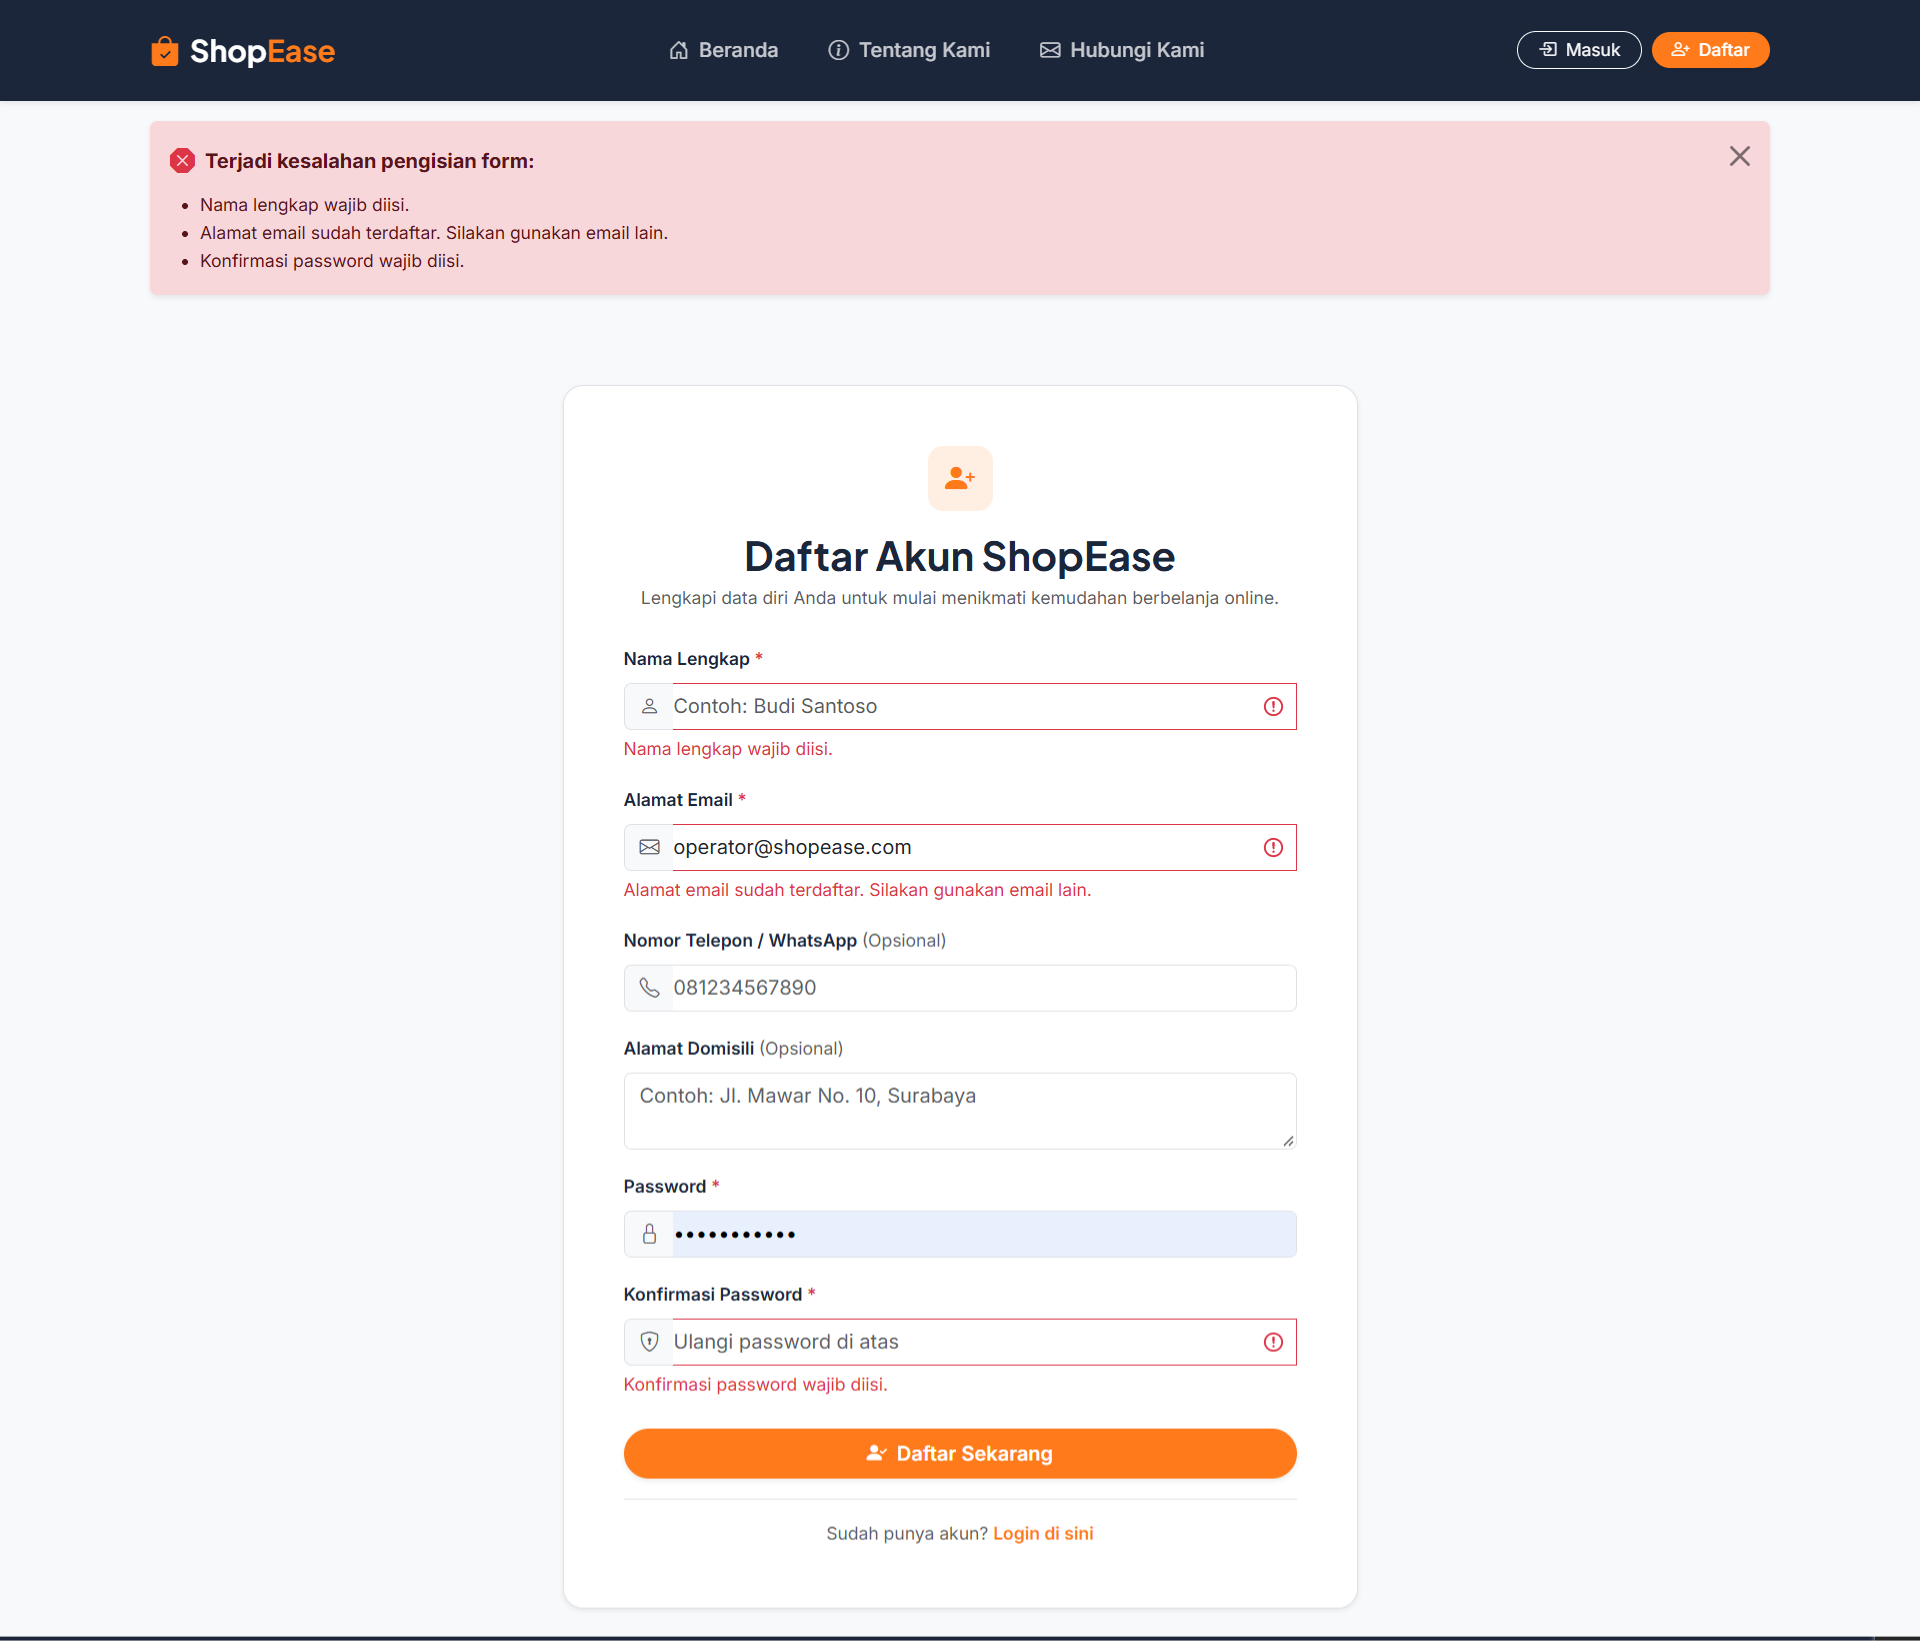 ShopEase
Beranda
Tentang Kami
Hubungi Kami
Masuk
Daftar
Terjadi kesalahan pengisian form:
Nama lengkap wajib diisi.
Alamat email sudah terdaftar. Silakan gunakan email lain.
Konfirmasi password wajib diisi.
Daftar Akun ShopEase
Lengkapi data diri Anda untuk mulai menikmati kemudahan berbelanja online.
Nama Lengkap *
Contoh: Budi Santoso
Nama lengkap wajib diisi.
Alamat Email *
operator@shopease.com
Alamat email sudah terdaftar. Silakan gunakan email lain.
Nomor Telepon / WhatsApp (Opsional)
081234567890
Alamat Domisili (Opsional)
Contoh: Jl. Mawar No. 10, Surabaya
Password *
•••••••••••
Konfirmasi Password *
Ulangi password di atas
Konfirmasi password wajib diisi.
Daftar Sekarang
Sudah punya akun? Login di sini